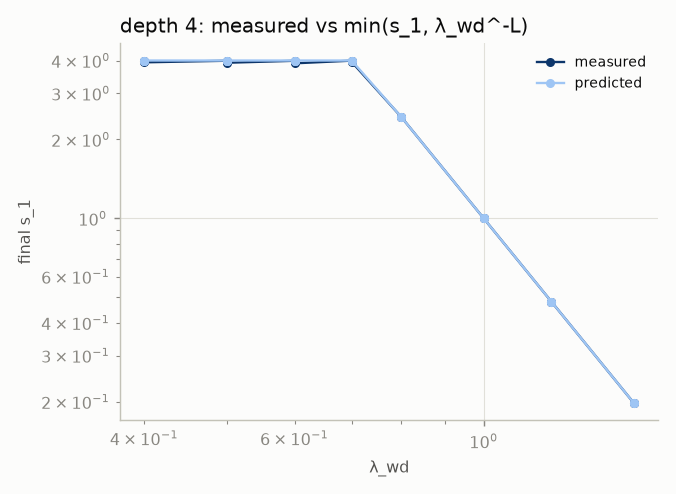 depth 4: measured vs min(s_1, λ_wd^-L)
measured
predicted
4 × 10⁰
3 × 10⁰
2 × 10⁰
10⁰
6 × 10⁻¹
4 × 10⁻¹
3 × 10⁻¹
2 × 10⁻¹
final s_1
4 × 10⁻¹
6 × 10⁻¹
10⁰
λ_wd